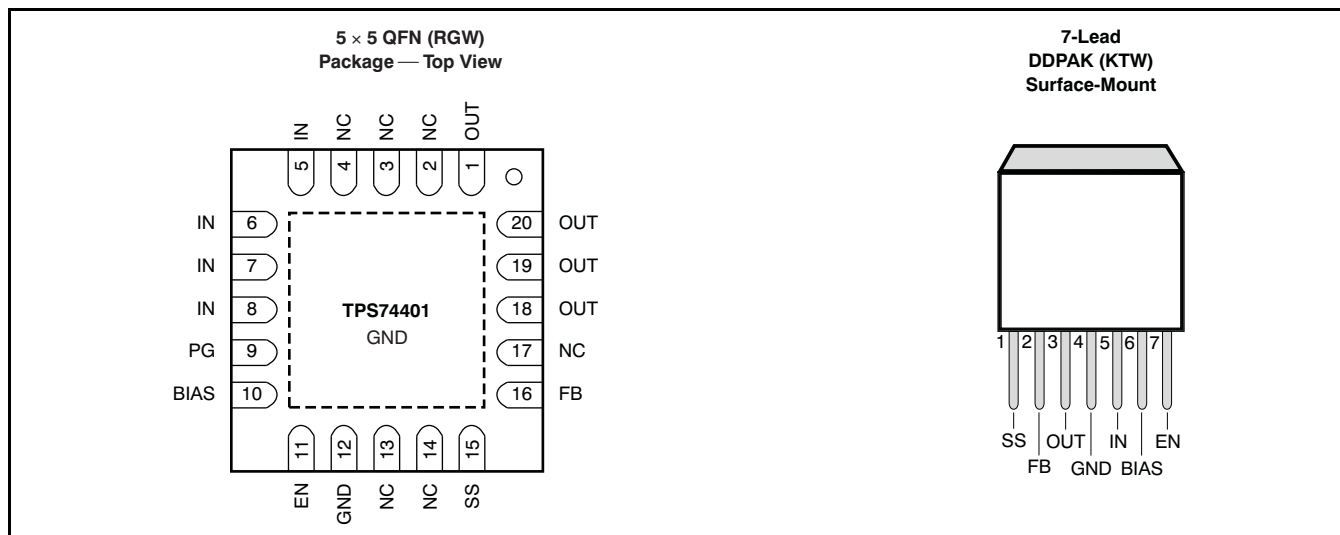 5 × 5 QFN (RGW)
Package — Top View
IN
NC
NC
NC
OUT
5
4
3
2
1
IN 6
IN 7
IN 8
PG 9
BIAS 10
TPS74401
GND
20 OUT
19 OUT
18 OUT
17 NC
16 FB
11
12
13
14
15
EN
GND
NC
NC
SS
7-Lead
DDPAK (KTW)
Surface-Mount
1 2 3 4 5 6 7
SS OUT IN EN
FB GND BIAS